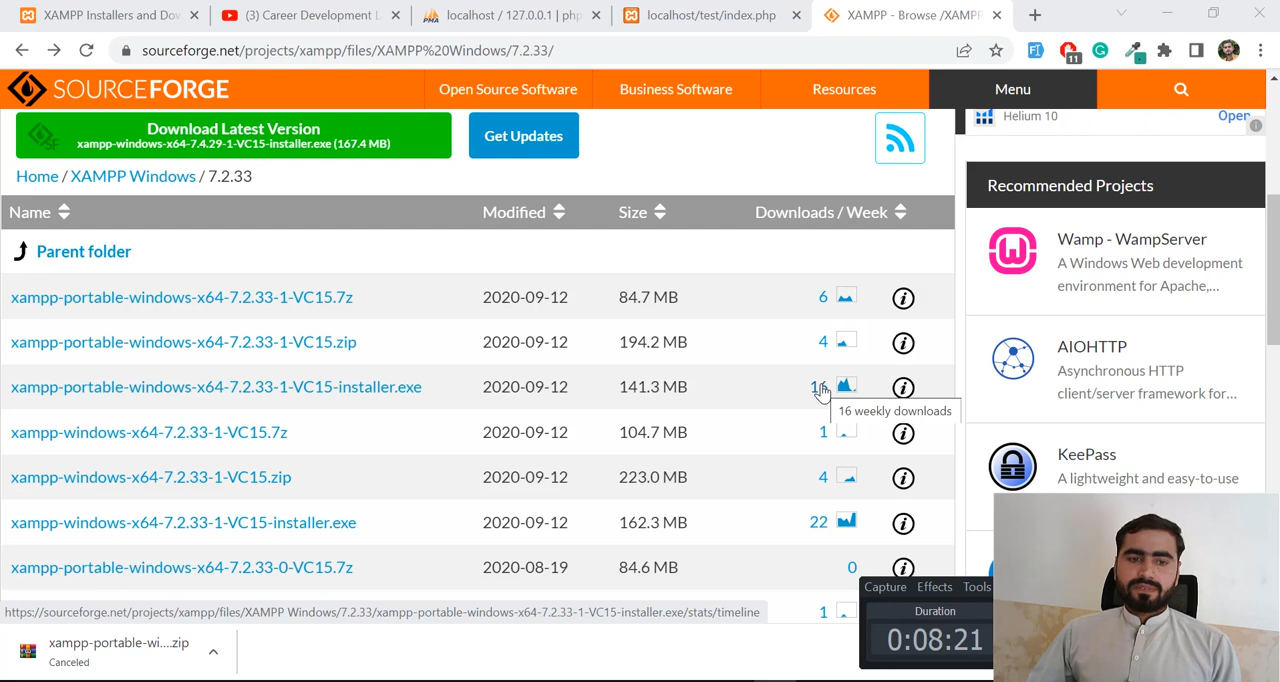 XAMPP Installers and Dow
(3) Career Development L
localhost / 127.0.0.1 | php
localhost/test/index.php
XAMPP - Browse /XAMPP
sourceforge.net/projects/xampp/files/XAMPP%20Windows/7.2.33/
11
SOURCEFORGE
Open Source Software
Business Software
Resources
Menu
Download Latest Version
xampp-windows-x64-7.4.29-1-VC15-installer.exe (167.4 MB)
Get Updates
Helium 10
Open
Home / XAMPP Windows / 7.2.33
Name
Modified
Size
Downloads / Week
Parent folder
xampp-portable-windows-x64-7.2.33-1-VC15.7z 2020-09-12 84.7 MB 6
xampp-portable-windows-x64-7.2.33-1-VC15.zip 2020-09-12 194.2 MB 4
xampp-portable-windows-x64-7.2.33-1-VC15-installer.exe 2020-09-12 141.3 MB 16
16 weekly downloads
xampp-windows-x64-7.2.33-1-VC15.7z 2020-09-12 104.7 MB 1
xampp-windows-x64-7.2.33-1-VC15.zip 2020-09-12 223.0 MB 4
xampp-windows-x64-7.2.33-1-VC15-installer.exe 2020-09-12 162.3 MB 22
xampp-portable-windows-x64-7.2.33-0-VC15.7z 2020-08-19 84.6 MB 0
1
Recommended Projects
Wamp - WampServer
A Windows Web development
environment for Apache,...
AIOHTTP
Asynchronous HTTP
client/server framework for...
KeePass
A lightweight and easy-to-use
https://sourceforge.net/projects/xampp/files/XAMPP Windows/7.2.33/xampp-portable-windows-x64-7.2.33-1-VC15-installer.exe/stats/timeline
Capture Effects Tools
Duration
0:08:21
xampp-portable-wi....zip
Canceled